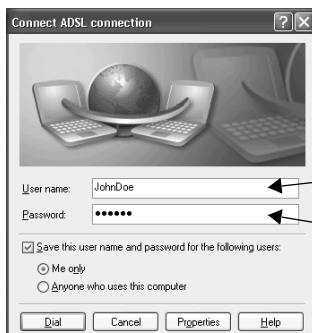 Connect ADSL connection
User name: JohnDoe
Password: ••••••
Save this user name and password for the following users:
Me only
Anyone who uses this computer
Dial Cancel Properties Help